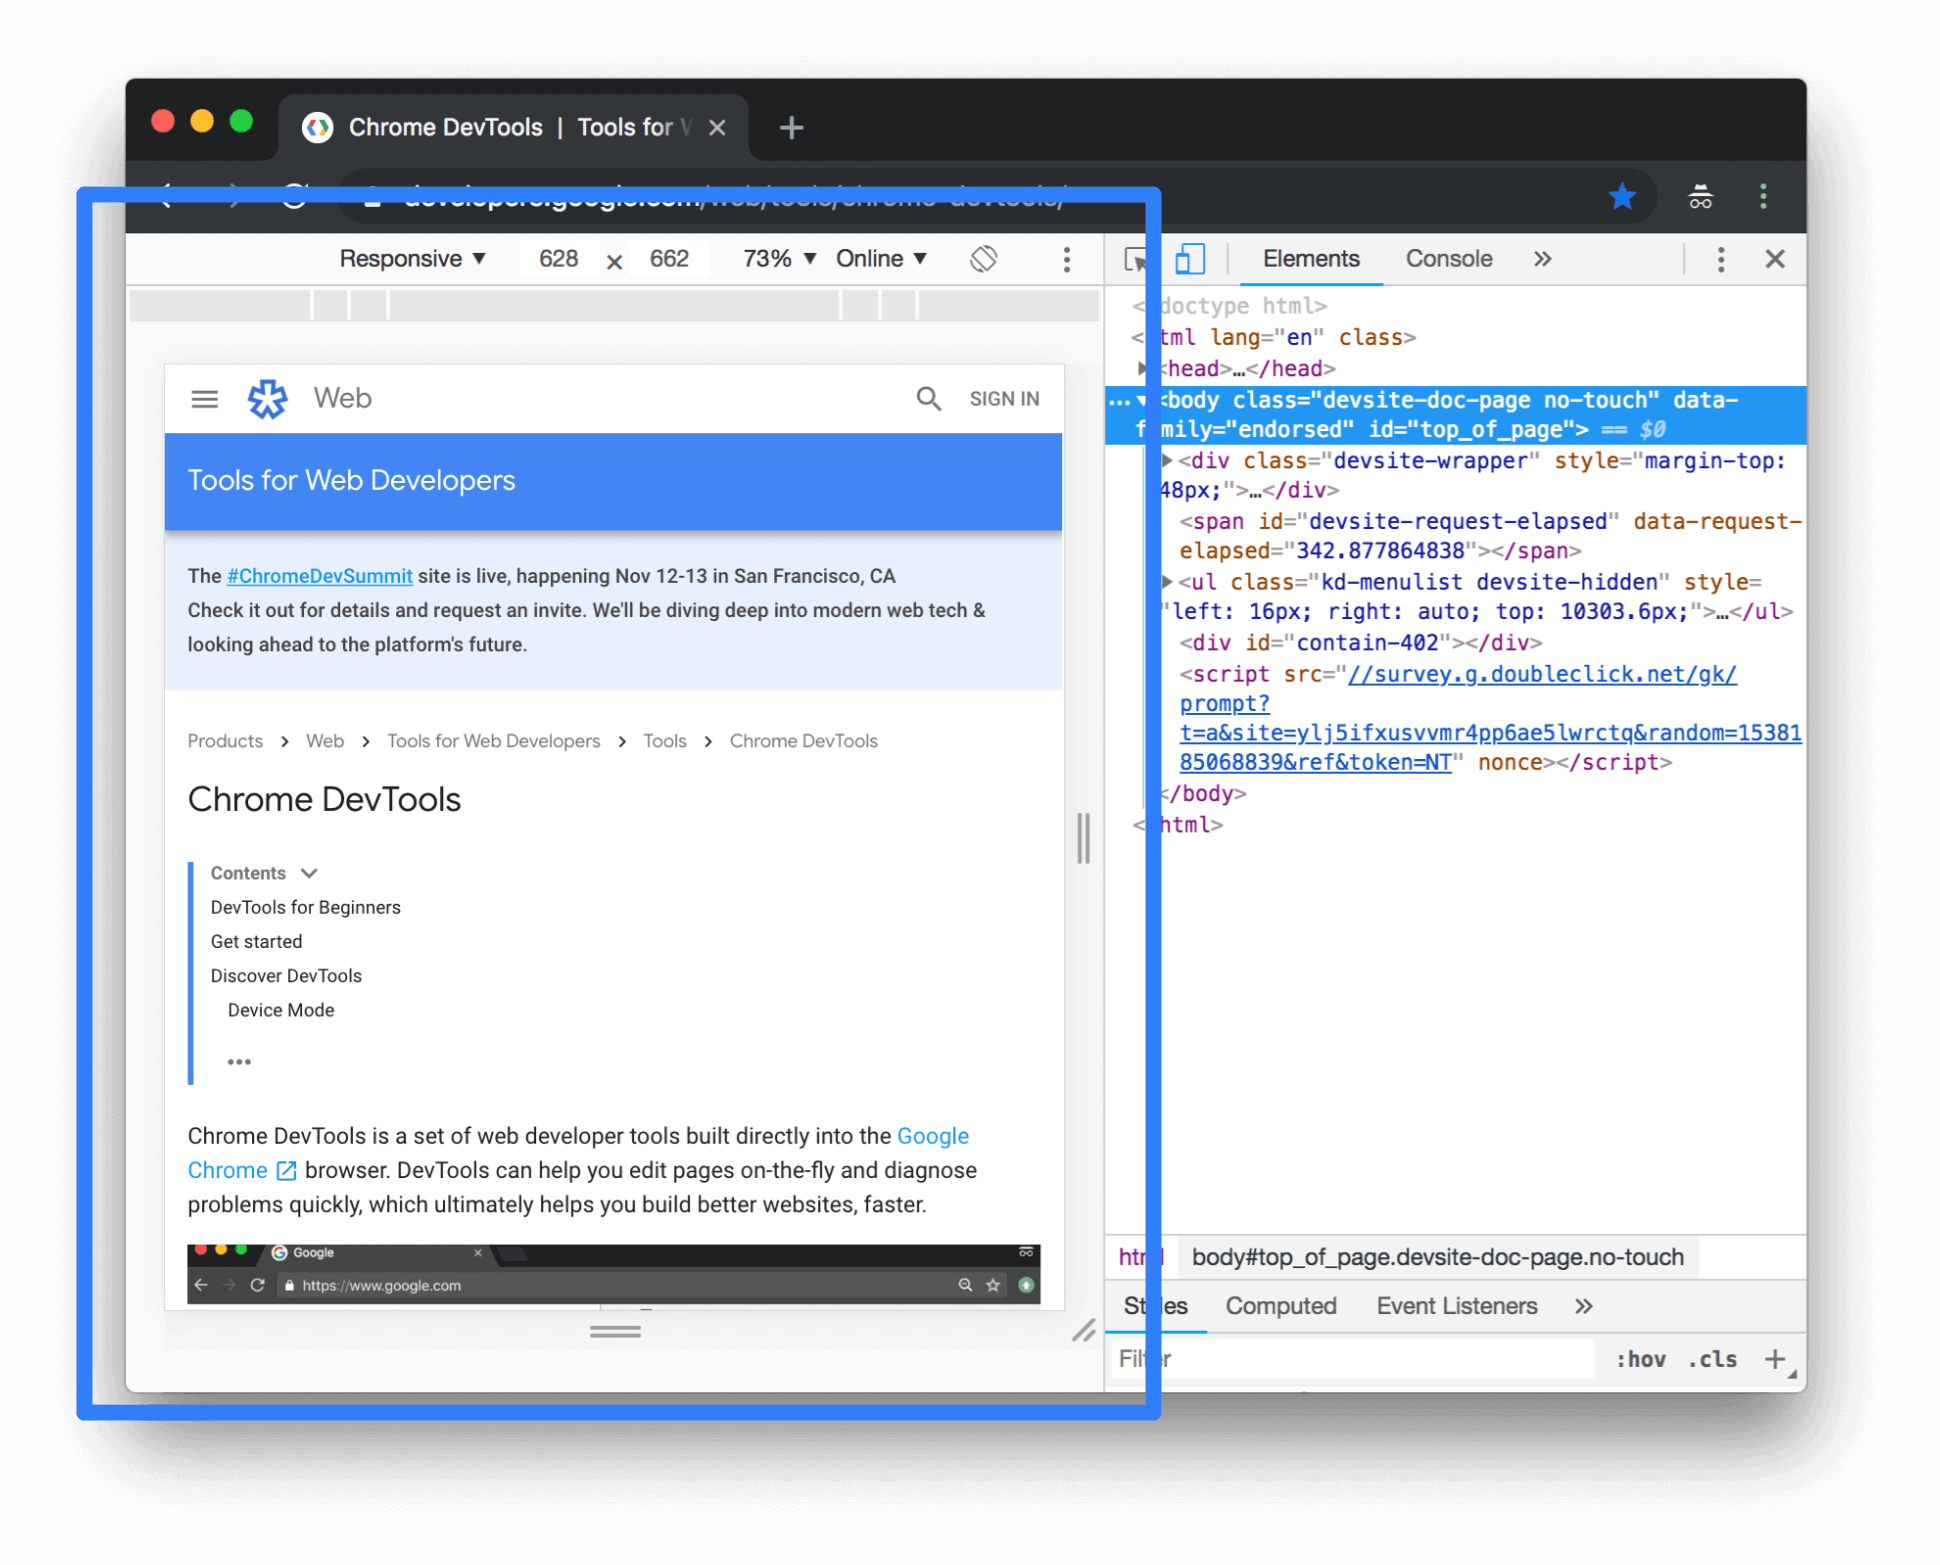 Chrome DevTools | Tools for
developers.google.com/web/tools/chrome-devtools/
Responsive ▼ 628 × 662 73% ▼ Online ▼
Web SIGN IN
Tools for Web Developers
The #ChromeDevSummit site is live, happening Nov 12-13 in San Francisco, CA
Check it out for details and request an invite. We'll be diving deep into modern web tech &
looking ahead to the platform's future.
Products > Web > Tools for Web Developers > Tools > Chrome DevTools
Chrome DevTools
Contents
DevTools for Beginners
Get started
Discover DevTools
Device Mode
•••
Chrome DevTools is a set of web developer tools built directly into the Google
Chrome browser. DevTools can help you edit pages on-the-fly and diagnose
problems quickly, which ultimately helps you build better websites, faster.
Google
https://www.google.com
Elements Console »
doctype html>
<html lang="en" class>
<head>…</head>
<body class="devsite-doc-page no-touch" data-
family="endorsed" id="top_of_page"> == $0
<div class="devsite-wrapper" style="margin-top:
48px;">…</div>
<span id="devsite-request-elapsed" data-request-
elapsed="342.877864838"></span>
<ul class="kd-menulist devsite-hidden" style=
"left: 16px; right: auto; top: 10303.6px;">…</ul>
<div id="contain-402"></div>
<script src="//survey.g.doubleclick.net/gk/
prompt?
t=a&site=ylj5ifxusvvmr4pp6ae5lwrctq&random=15381
85068839&ref&token=NT" nonce></script>
</body>
</html>
html body#top_of_page.devsite-doc-page.no-touch
Styles Computed Event Listeners »
Filter :hov .cls +